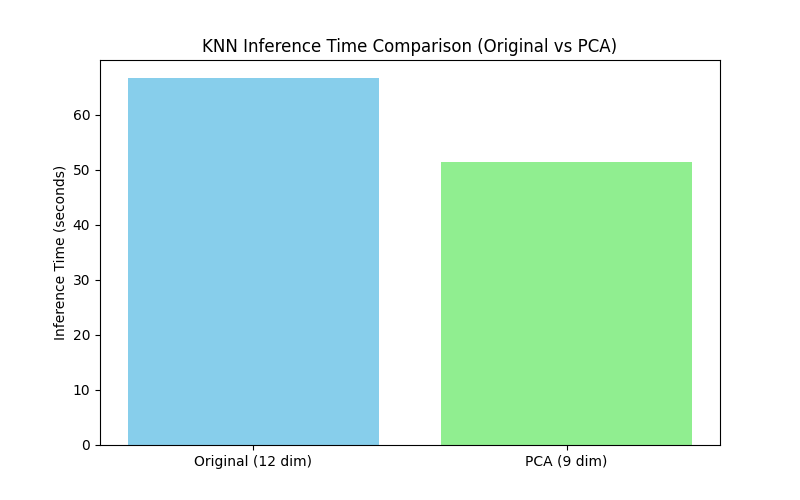 KNN Inference Time Comparison (Original vs PCA)
Inference Time (seconds)
60
50
40
30
20
10
0
Original (12 dim)
PCA (9 dim)